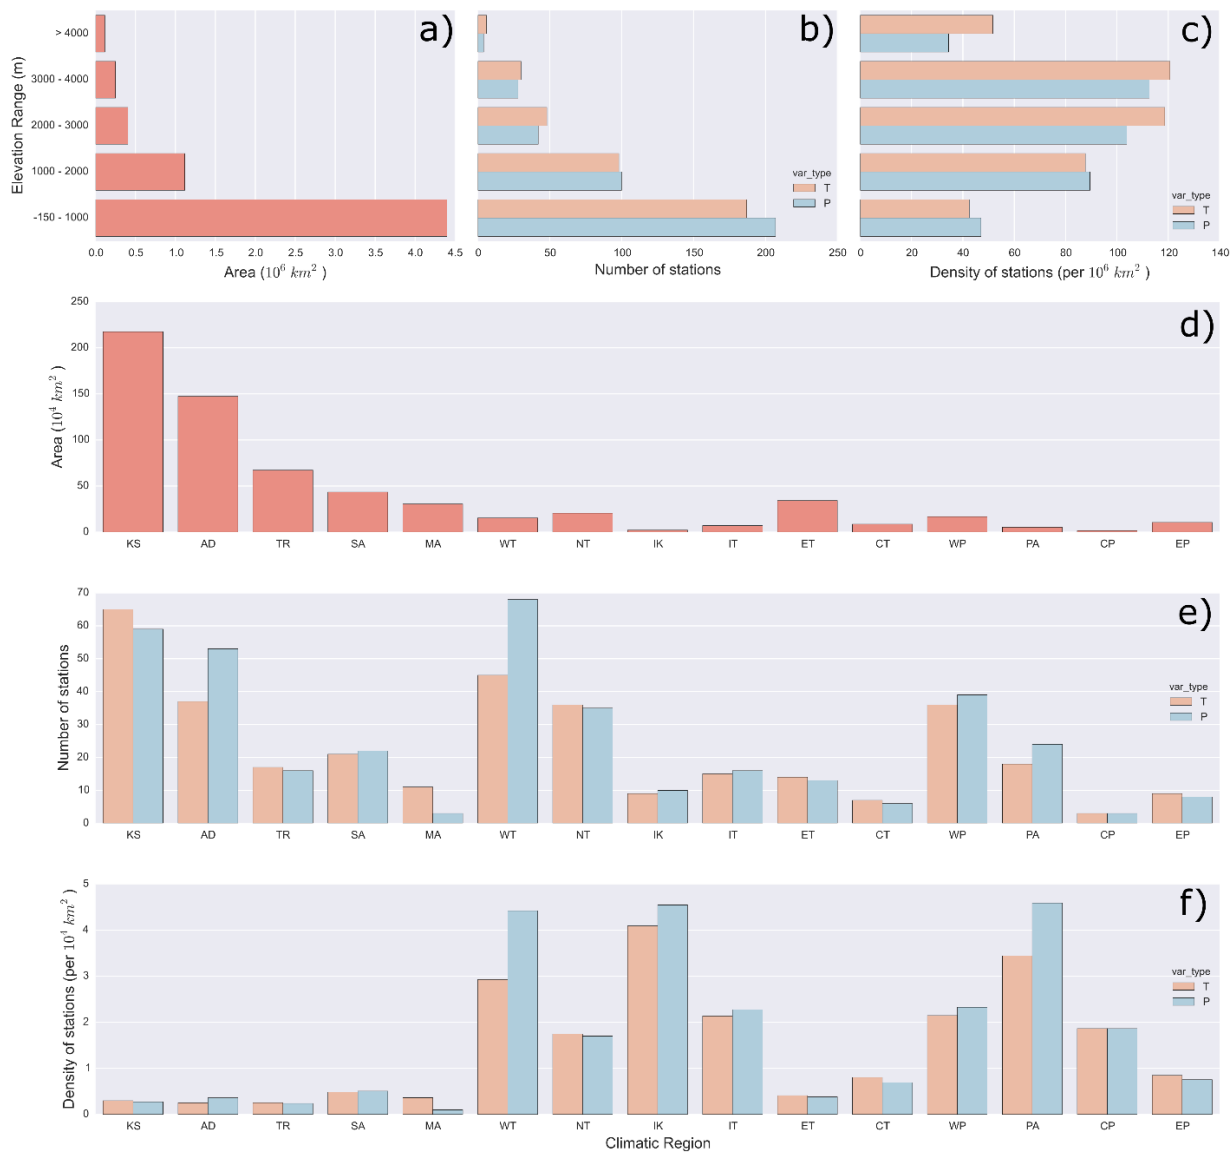 a)
Elevation Range (m)
> 4000
3000 - 4000
2000 - 3000
1000 - 2000
-150 - 1000
0.0 0.5 1.0 1.5 2.0 2.5 3.0 3.5 4.0 4.5
Area (10⁶ km²)
b)
var_type
T
P
0 50 100 150 200 250
Number of stations
c)
var_type
T
P
0 20 40 60 80 100 120 140
Density of stations (per 10⁶ km²)
d)
Area (10⁴ km²)
250
200
150
100
50
0
KS AD TR SA MA WT NT IK IT ET CT WP PA CP EP
e)
Number of stations
70
60
50
40
30
20
10
0
var_type
T
P
KS AD TR SA MA WT NT IK IT ET CT WP PA CP EP
f)
Density of stations (per 10⁴ km²)
5
4
3
2
1
0
var_type
T
P
KS AD TR SA MA WT NT IK IT ET CT WP PA CP EP
Climatic Region